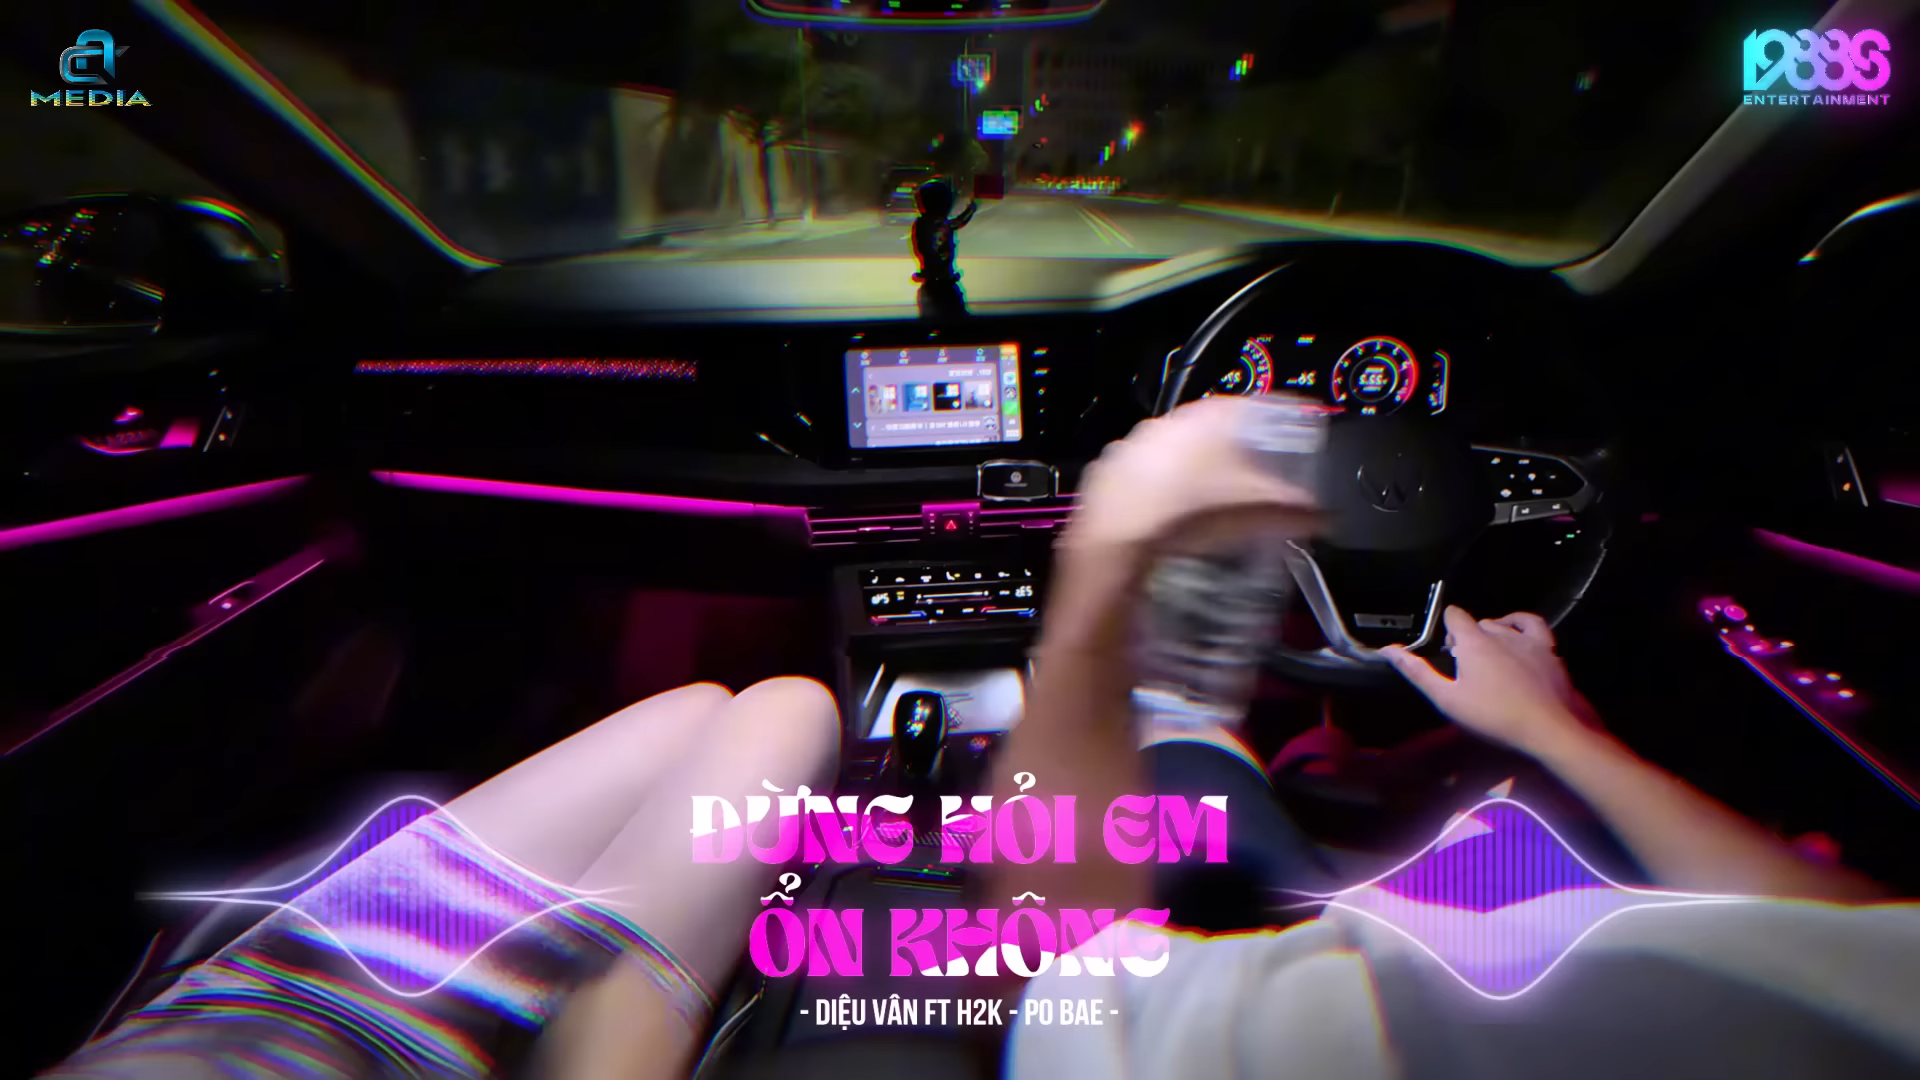 MEDIA
1988S
ENTERTAINMENT
ĐỪNG HỎI EM
ỔN KHÔNG
- DIỆU VÂN FT H2K - PO BAE -